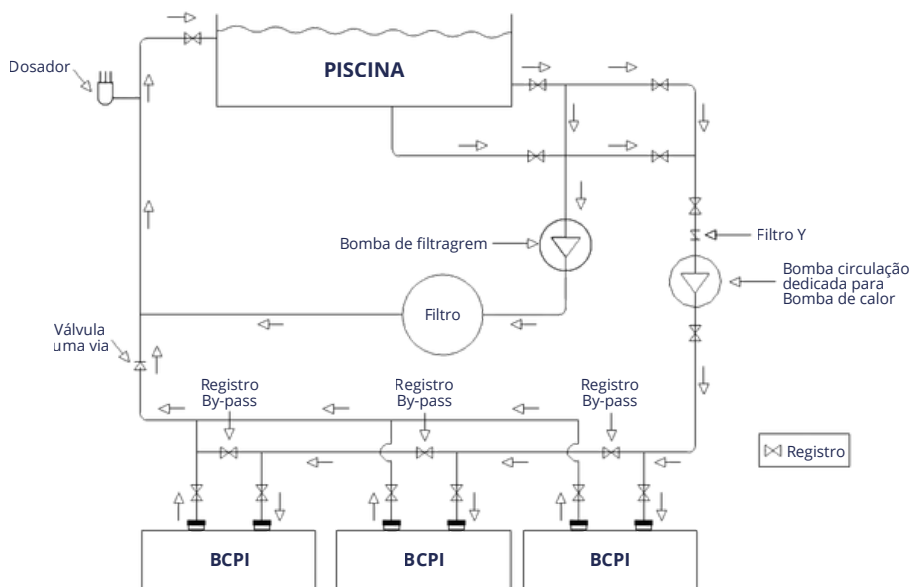 PISCINA
Dosador
Bomba de filtragrem
Filtro Y
Bomba circulação
dedicada para
Bomba de calor
Filtro
Válvula
uma via
Registro
By-pass
Registro
By-pass
Registro
By-pass
Registro
BCPI
BCPI
BCPI